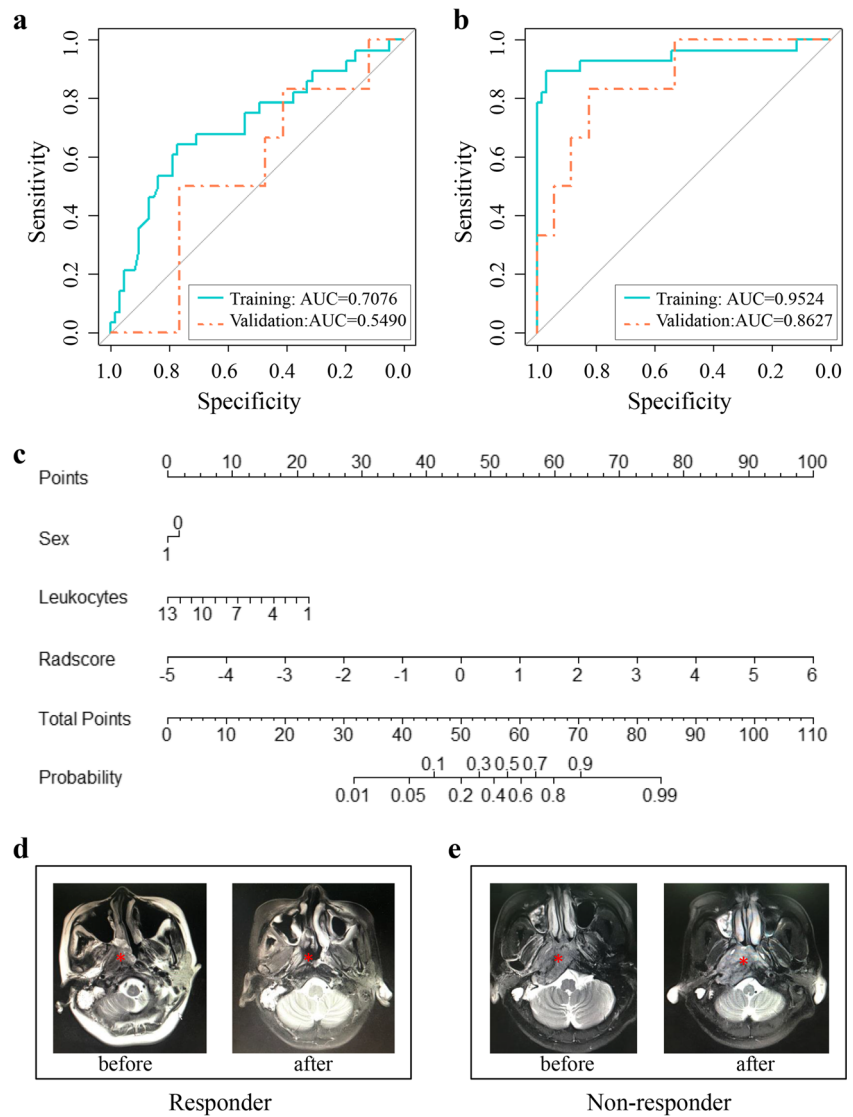 a
1.0
0.8
0.6
0.4
0.2
0.0
Sensitivity
Training: AUC=0.7076
Validation:AUC=0.5490
1.0 0.8 0.6 0.4 0.2 0.0
Specificity
b
1.0
0.8
0.6
0.4
0.2
0.0
Sensitivity
Training: AUC=0.9524
Validation:AUC=0.8627
1.0 0.8 0.6 0.4 0.2 0.0
Specificity
c
0 10 20 30 40 50 60 70 80 90 100
Points
0
Sex
1
Leukocytes
13 10 7 4 1
Radscore
-5 -4 -3 -2 -1 0 1 2 3 4 5 6
Total Points
0 10 20 30 40 50 60 70 80 90 100 110
0.1 0.3 0.5 0.7 0.9
Probability
0.01 0.05 0.2 0.4 0.6 0.8 0.99
d
*
*
before after
Responder
e
*
*
before after
Non-responder